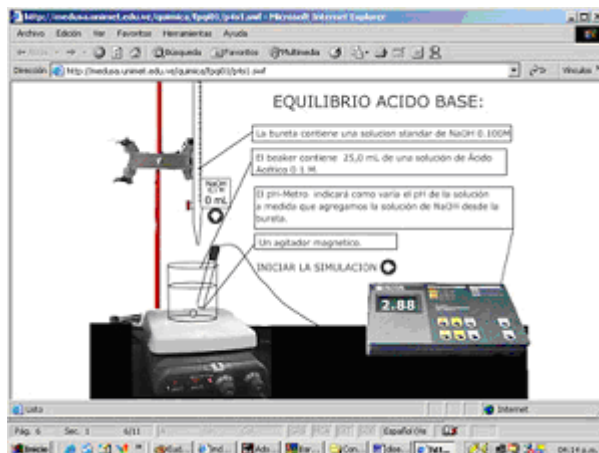 http://medusa.unimet.edu.ve/quimica/fpqi01/p4s1.swf - Microsoft Internet Explorer
Archivo Edición Ver Favoritos Herramientas Ayuda
Búsqueda Favoritos Multimedia
Dirección http://medusa.unimet.edu.ve/quimica/fpqi01/p4s1.swf Vínculos
EQUILIBRIO ACIDO BASE:
La bureta contiene una solucion standar de NaOH 0.100M
El beaker contiene 25,0 mL de una solución de Ácido
Acético 0 1 M.
NaOH
0 mL
El pH-Metro indicará como varia el pH de la solución
a medida que agregamos la solución de NaOH desde la
bureta.
Un agitador magnetico.
INICIAR LA SIMULACION
2.88
Listo Internet
Pág. 6 Sec. 1 6/11 Español (Ve
Inicio